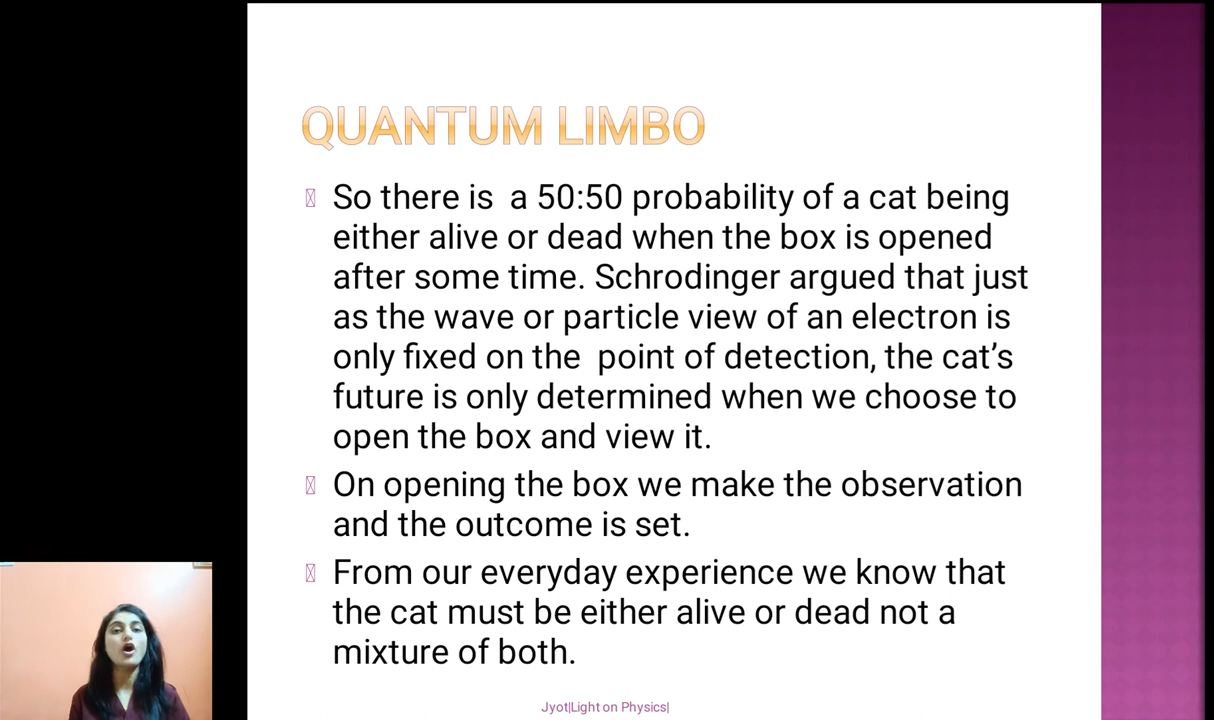 QUANTUM LIMBO
So there is a 50:50 probability of a cat being
either alive or dead when the box is opened
after some time. Schrodinger argued that just
as the wave or particle view of an electron is
only fixed on the point of detection, the cat’s
future is only determined when we choose to
open the box and view it.
On opening the box we make the observation
and the outcome is set.
From our everyday experience we know that
the cat must be either alive or dead not a
mixture of both.
Jyot|Light on Physics|